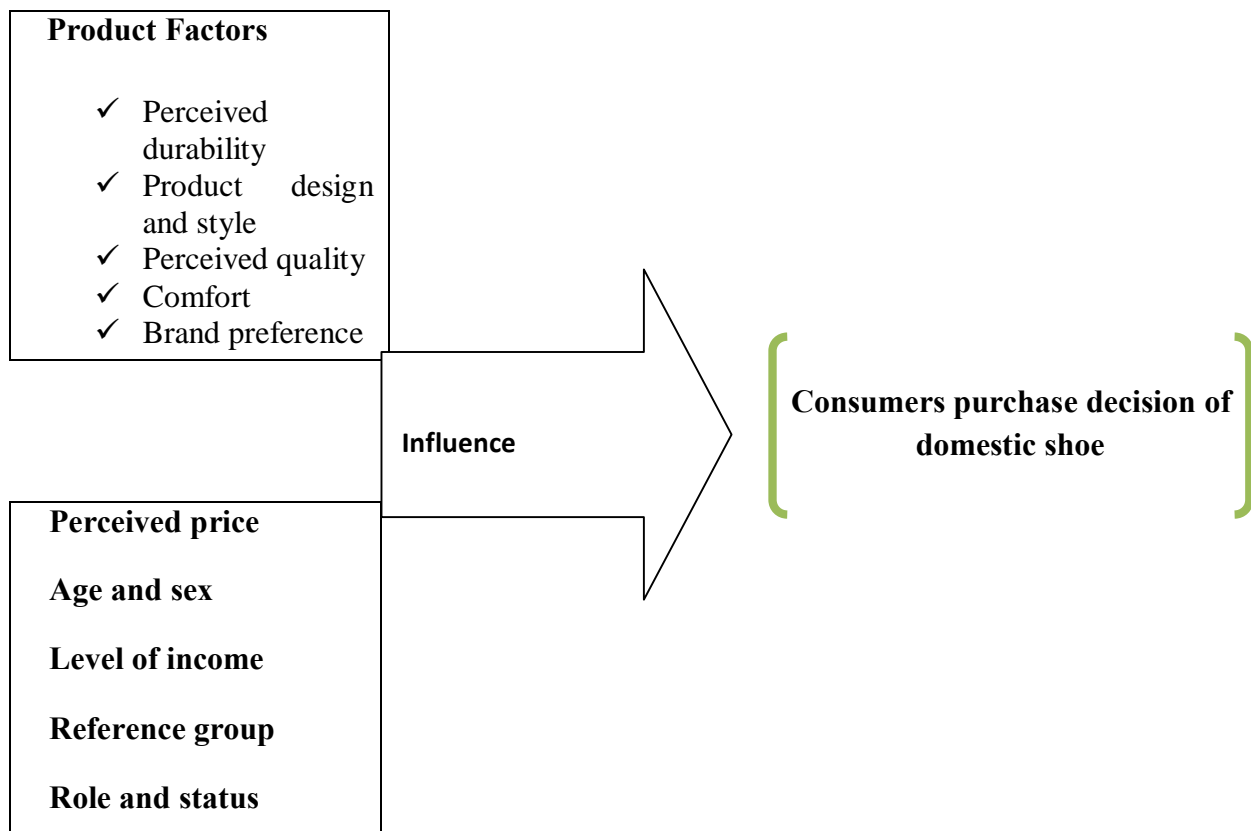 Product Factors
✓ Perceived
durability
✓ Product design
and style
✓ Perceived quality
✓ Comfort
✓ Brand preference
Influence
Consumers purchase decision of
domestic shoe
Perceived price
Age and sex
Level of income
Reference group
Role and status